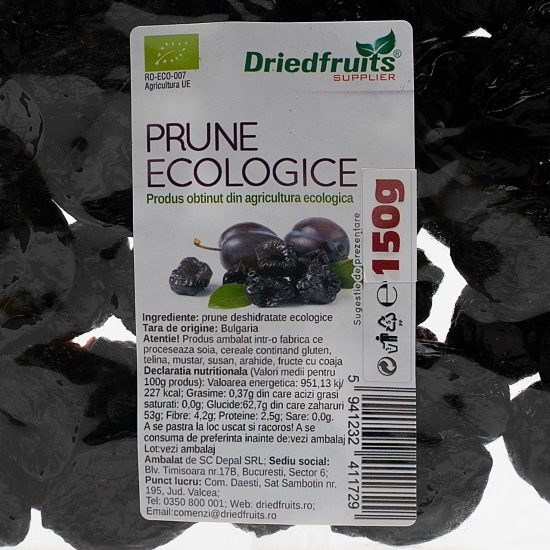 RO-ECO-007
Agricultura UE
Driedfruits®
SUPPLIER
PRUNE
ECOLOGICE
Produs obtinut din agricultura ecologica
Sugestie de prezentare
150g
℮
PP
Ingrediente: prune deshidratate ecologice
Tara de origine: Bulgaria
Atentie! Produs ambalat intr-o fabrica ce
proceseaza soia, cereale continand gluten,
telina, mustar, susan, arahide, fructe cu coaja
Declaratia nutritionala (Valori medii pentru
100g produs): Valoarea energetica: 951,13 kj/
227 kcal; Grasime: 0,37g din care acizi grasi
saturati: 0,0g; Glucide:62,7g din care zaharuri
53g; Fibre: 4,2g; Proteine: 2,5g; Sare: 0,0g.
A se pastra la loc uscat si racoros! A se
consuma de preferinta inainte de:vezi ambalaj
Lot:vezi ambalaj
Ambalat de SC Depal SRL; Sediu social:
Blv. Timisoara nr.17B, Bucuresti, Sector 6;
Punct lucru: Com. Daesti, Sat Sambotin nr.
195, Jud. Valcea;
Tel: 0350 800 001; Web: driedfruits.ro;
Email:comenzi@driedfruits.ro
5 941232 411729